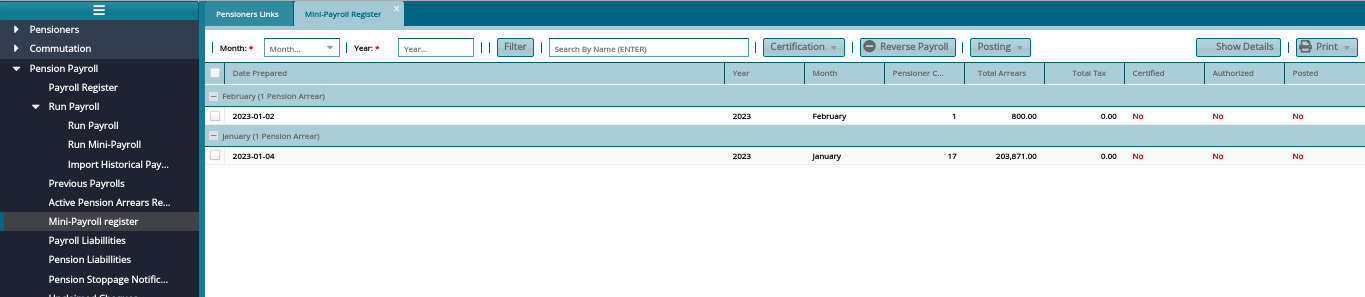 Pensioners
Commutation
Pension Payroll
Payroll Register
Run Payroll
Run Payroll
Run Mini-Payroll
Import Historical Pay...
Previous Payrolls
Active Pension Arrears Re...
Mini-Payroll register
Payroll Liabillities
Pension Liabillities
Pension Stoppage Notific...
Pensioners Links Mini-Payroll Register
Month: * Month... Year: * Year... Filter Search By Name (ENTER) Certification Reverse Payroll Posting Show Details Print
Date Prepared Year Month Pensioner C... Total Arrears Total Tax Certified Authorized Posted
February (1 Pension Arrear)
2023-01-02 2023 February 1 800.00 0.00 No No No
January (1 Pension Arrear)
2023-01-04 2023 January 17 203,871.00 0.00 No No No